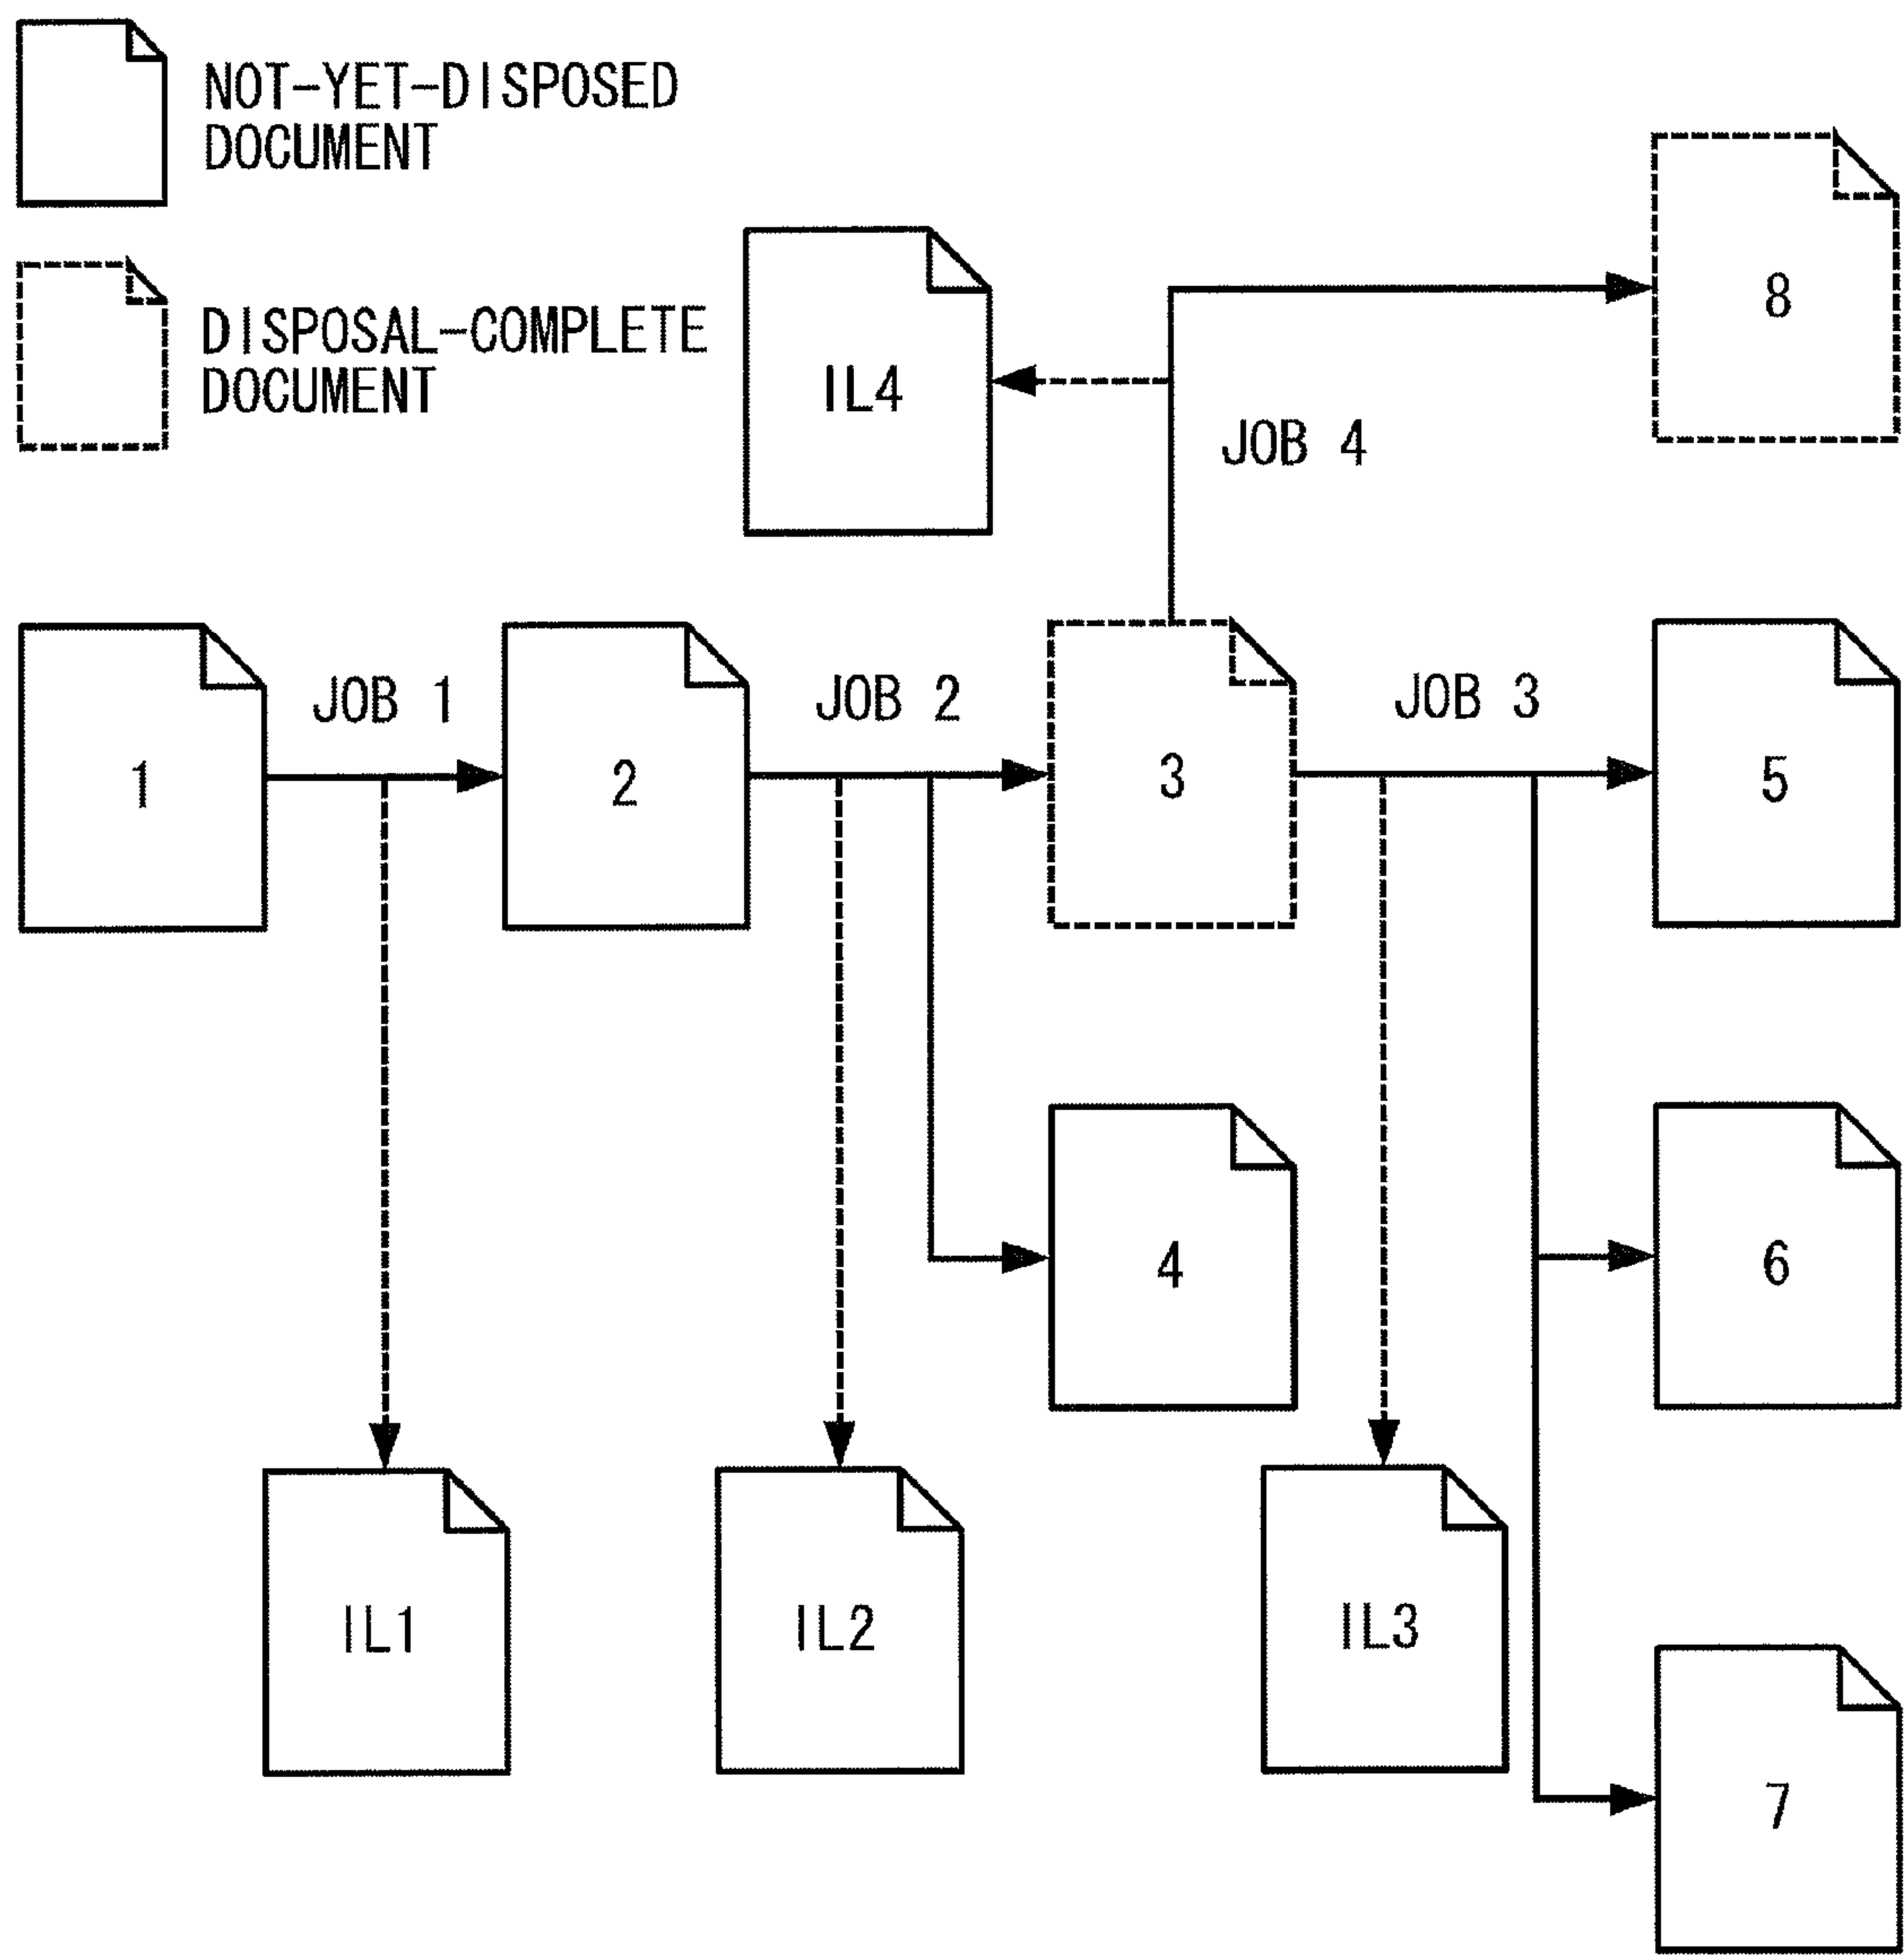 NOT-YET-DISPOSED
DOCUMENT
DISPOSAL-COMPLETE
DOCUMENT
IL4
8
JOB 4
1
JOB 1
2
JOB 2
3
JOB 3
5
4
6
IL1
IL2
IL3
7